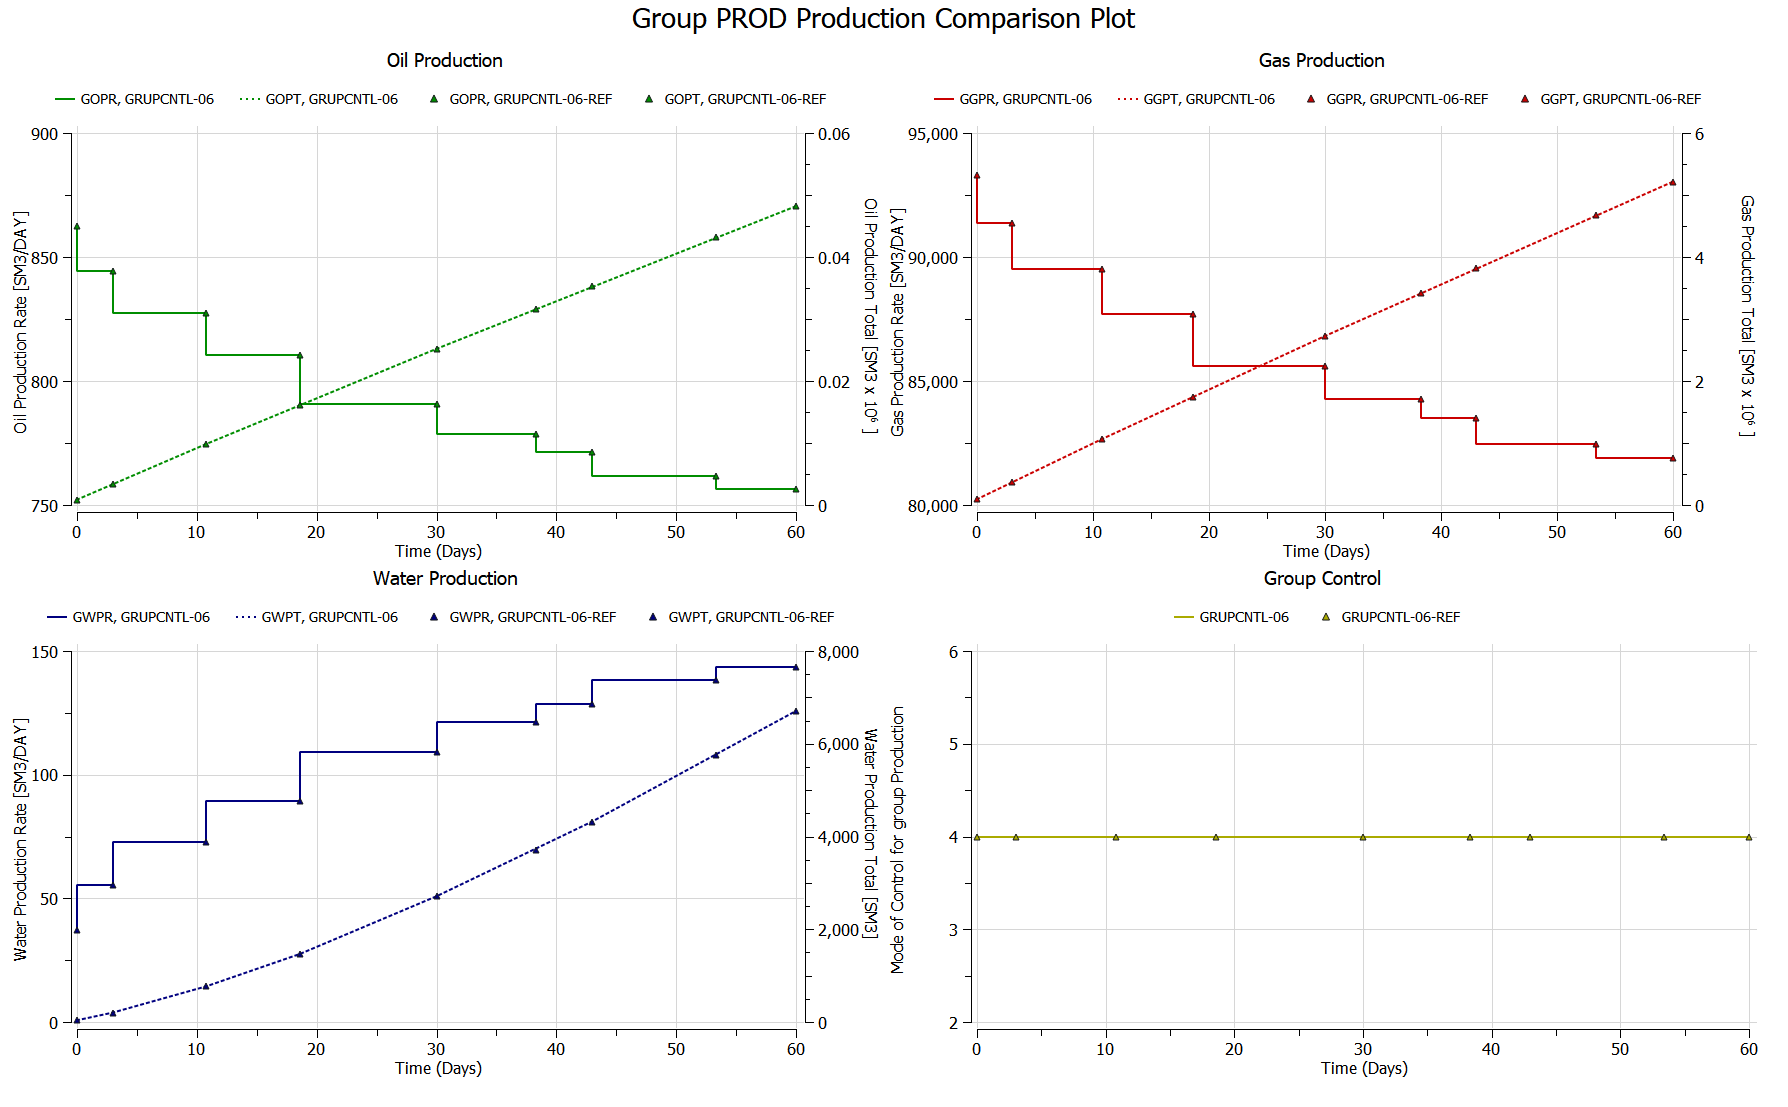 Group PROD Production Comparison Plot
Oil Production
GOPR, GRUPCNTL-06 GOPT, GRUPCNTL-06 GOPR, GRUPCNTL-06-REF GOPT, GRUPCNTL-06-REF
900
850
800
750
Oil Production Rate [SM3/DAY]
0.06
0.04
0.02
0
Oil Production Total [SM3 x 10⁶ ]
0 10 20 30 40 50 60
Time (Days)
Gas Production
GGPR, GRUPCNTL-06 GGPT, GRUPCNTL-06 GGPR, GRUPCNTL-06-REF GGPT, GRUPCNTL-06-REF
95,000
90,000
85,000
80,000
Gas Production Rate [SM3/DAY]
6
4
2
0
Gas Production Total [SM3 x 10⁶ ]
0 10 20 30 40 50 60
Time (Days)
Water Production
GWPR, GRUPCNTL-06 GWPT, GRUPCNTL-06 GWPR, GRUPCNTL-06-REF GWPT, GRUPCNTL-06-REF
150
100
50
0
Water Production Rate [SM3/DAY]
8,000
6,000
4,000
2,000
0
Water Production Total [SM3]
0 10 20 30 40 50 60
Time (Days)
Group Control
GRUPCNTL-06 GRUPCNTL-06-REF
6
5
4
3
2
Mode of Control for group Production
0 10 20 30 40 50 60
Time (Days)